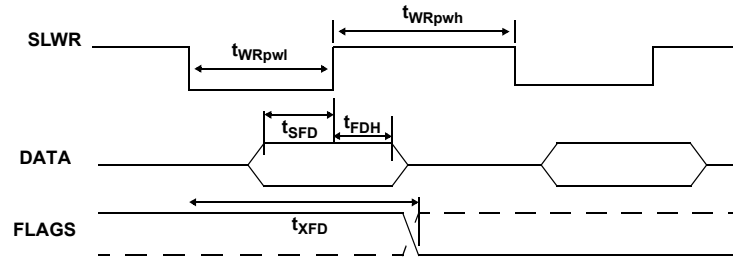 t_WRpwh
SLWR
t_WRpwl
t_SFD
t_FDH
DATA
t_XFD
FLAGS